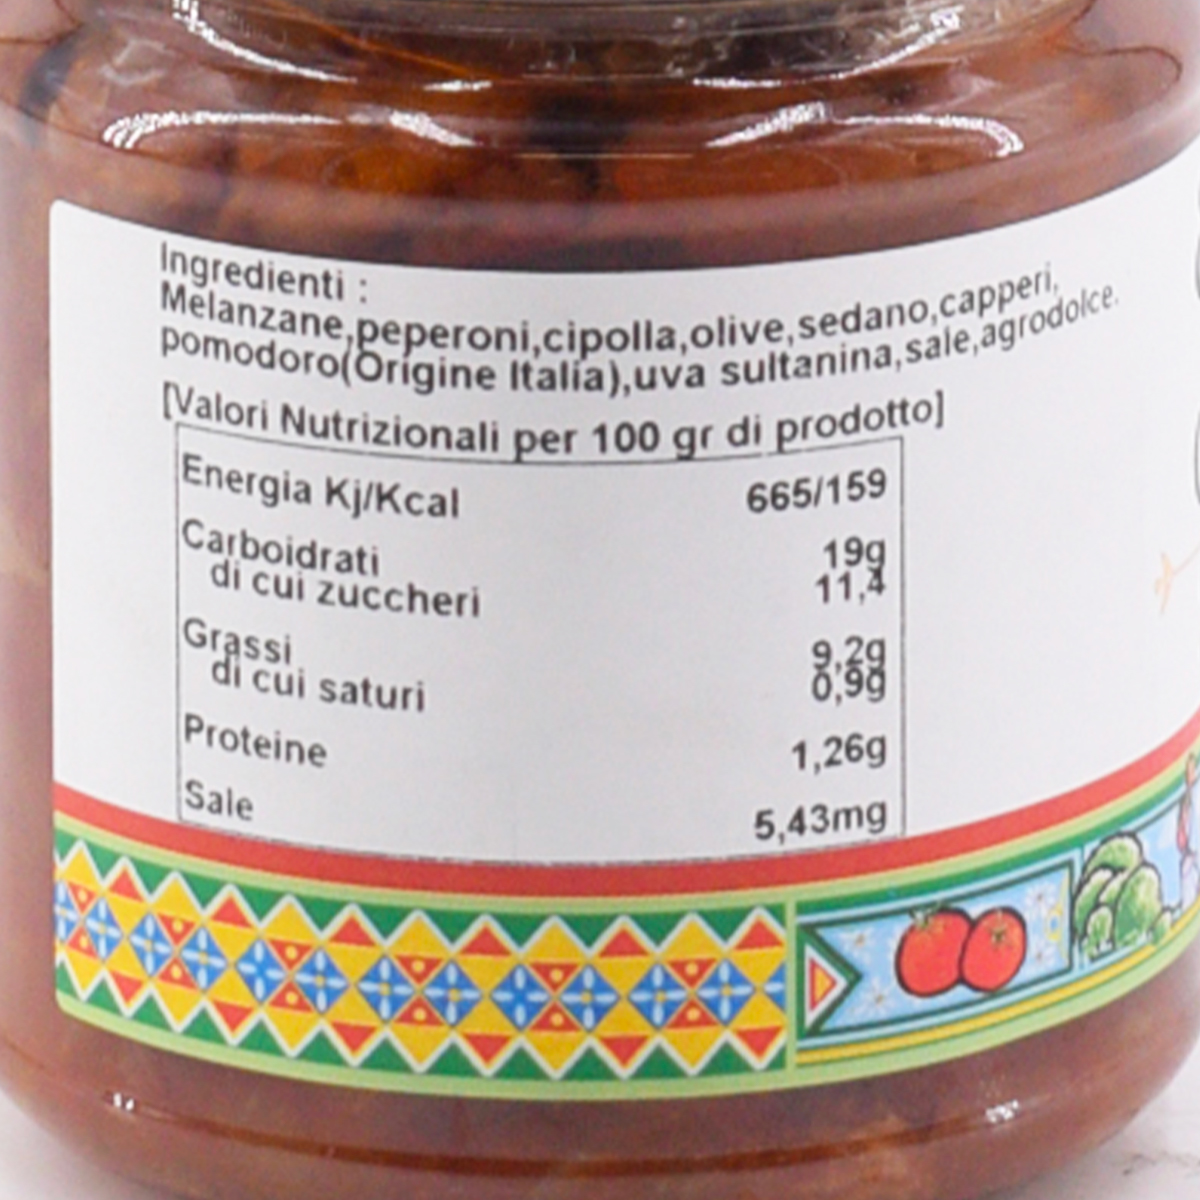 Ingredienti :
Melanzane,peperoni,cipolla,olive,sedano,capperi,
pomodoro(Origine Italia),uva sultanina,sale,agrodolce.
[Valori Nutrizionali per 100 gr di prodotto]
Energia Kj/Kcal 665/159
Carboidrati 19g
di cui zuccheri 11,4
Grassi 9,2g
di cui saturi 0,9g
Proteine 1,26g
Sale 5,43mg